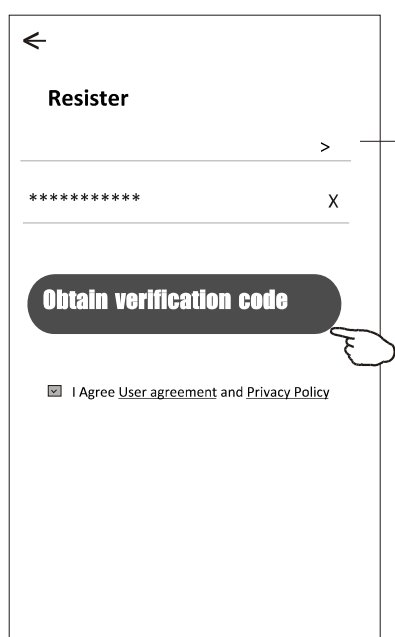 Resister
>
***********
X
Obtain verification code
I Agree User agreement and Privacy Policy